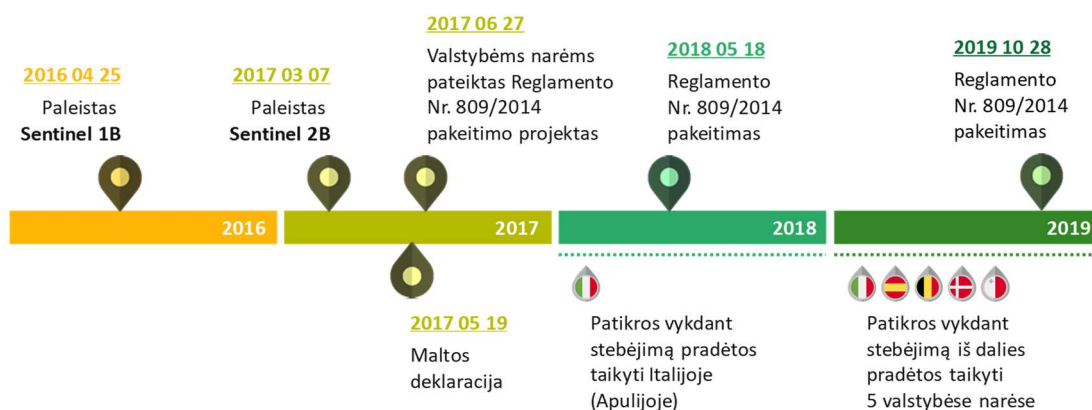 2016 04 25
Paleistas
Sentinel 1B
2017 03 07
Paleistas
Sentinel 2B
2017 06 27
Valstybėms narėms
pateiktas Reglamento
Nr. 809/2014
pakeitimo projektas
2018 05 18
Reglamento
Nr. 809/2014
pakeitimas
2019 10 28
Reglamento
Nr. 809/2014
pakeitimas
2016
2017
2018
2019
2017 05 19
Maltos
deklaracija
Patikros vykdant
stebėjimą pradėtos
taikyti Italijoje
(Apulijoje)
Patikros vykdant
stebėjimą iš dalies
pradėtos taikyti
5 valstybėse narėse